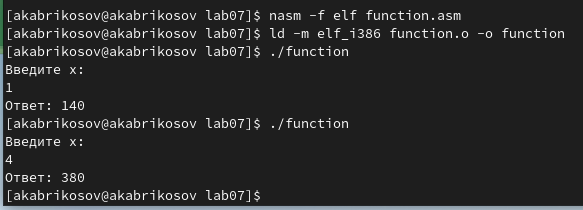 [akabrikosov@akabrikosov lab07]$ nasm -f elf function.asm
[akabrikosov@akabrikosov lab07]$ ld -m elf_i386 function.o -o function
[akabrikosov@akabrikosov lab07]$ ./function
Введите x:
1
Ответ: 140
[akabrikosov@akabrikosov lab07]$ ./function
Введите x:
4
Ответ: 380
[akabrikosov@akabrikosov lab07]$